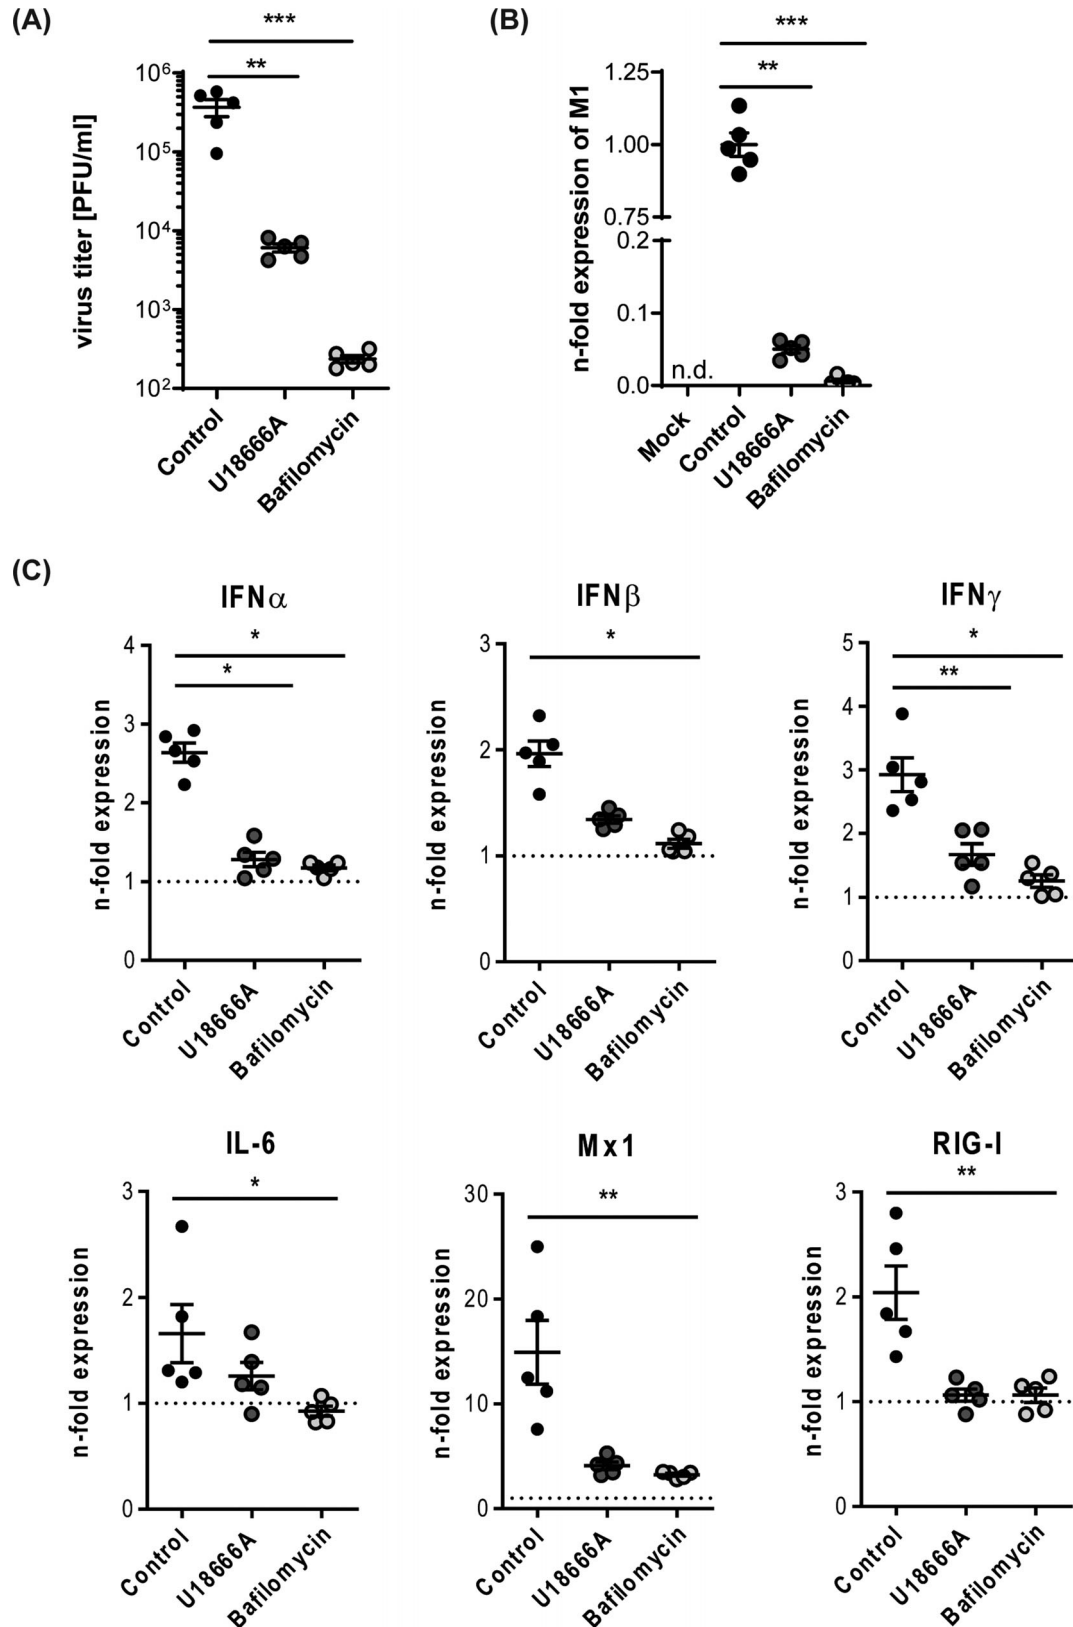 (A)
***
**
virus titer [PFU/ml]
10⁶
10⁵
10⁴
10³
10²
Control
U18666A
Bafilomycin
(B)
***
**
n-fold expression of M1
1.25
1.00
0.75
0.2
0.1
0.0
n.d.
Mock
Control
U18666A
Bafilomycin
(C)
IFNα
*
*
n-fold expression
4
3
2
1
0
Control
U18666A
Bafilomycin
IFNβ
*
n-fold expression
3
2
1
0
Control
U18666A
Bafilomycin
IFNγ
*
**
n-fold expression
5
4
3
2
1
0
Control
U18666A
Bafilomycin
IL-6
*
n-fold expression
3
2
1
0
Control
U18666A
Bafilomycin
Mx1
**
n-fold expression
30
20
10
0
Control
U18666A
Bafilomycin
RIG-I
**
n-fold expression
3
2
1
0
Control
U18666A
Bafilomycin